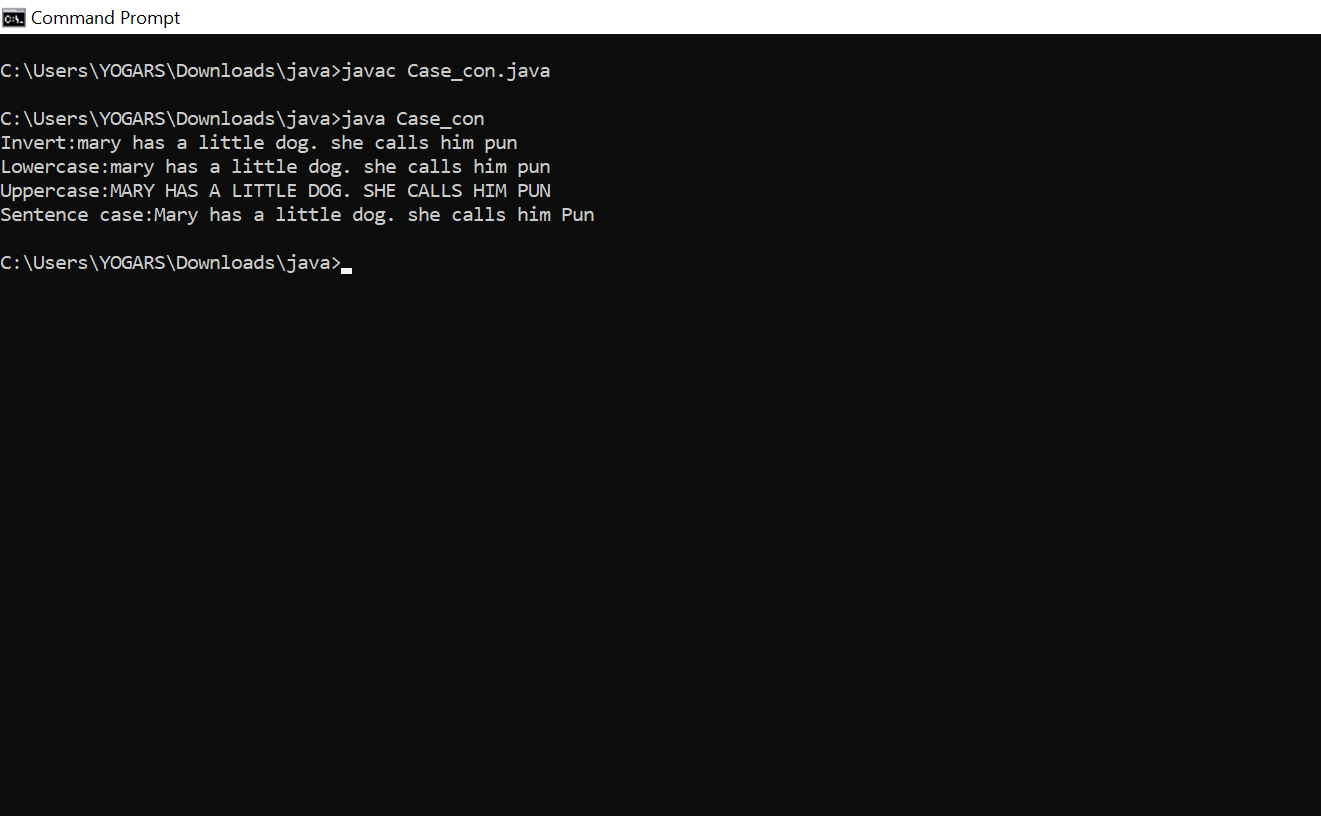 Command Prompt
C:\Users\YOGARS\Downloads\java>javac Case_con.java
C:\Users\YOGARS\Downloads\java>java Case_con
Invert:mary has a little dog. she calls him pun
Lowercase:mary has a little dog. she calls him pun
Uppercase:MARY HAS A LITTLE DOG. SHE CALLS HIM PUN
Sentence case:Mary has a little dog. she calls him Pun
C:\Users\YOGARS\Downloads\java>